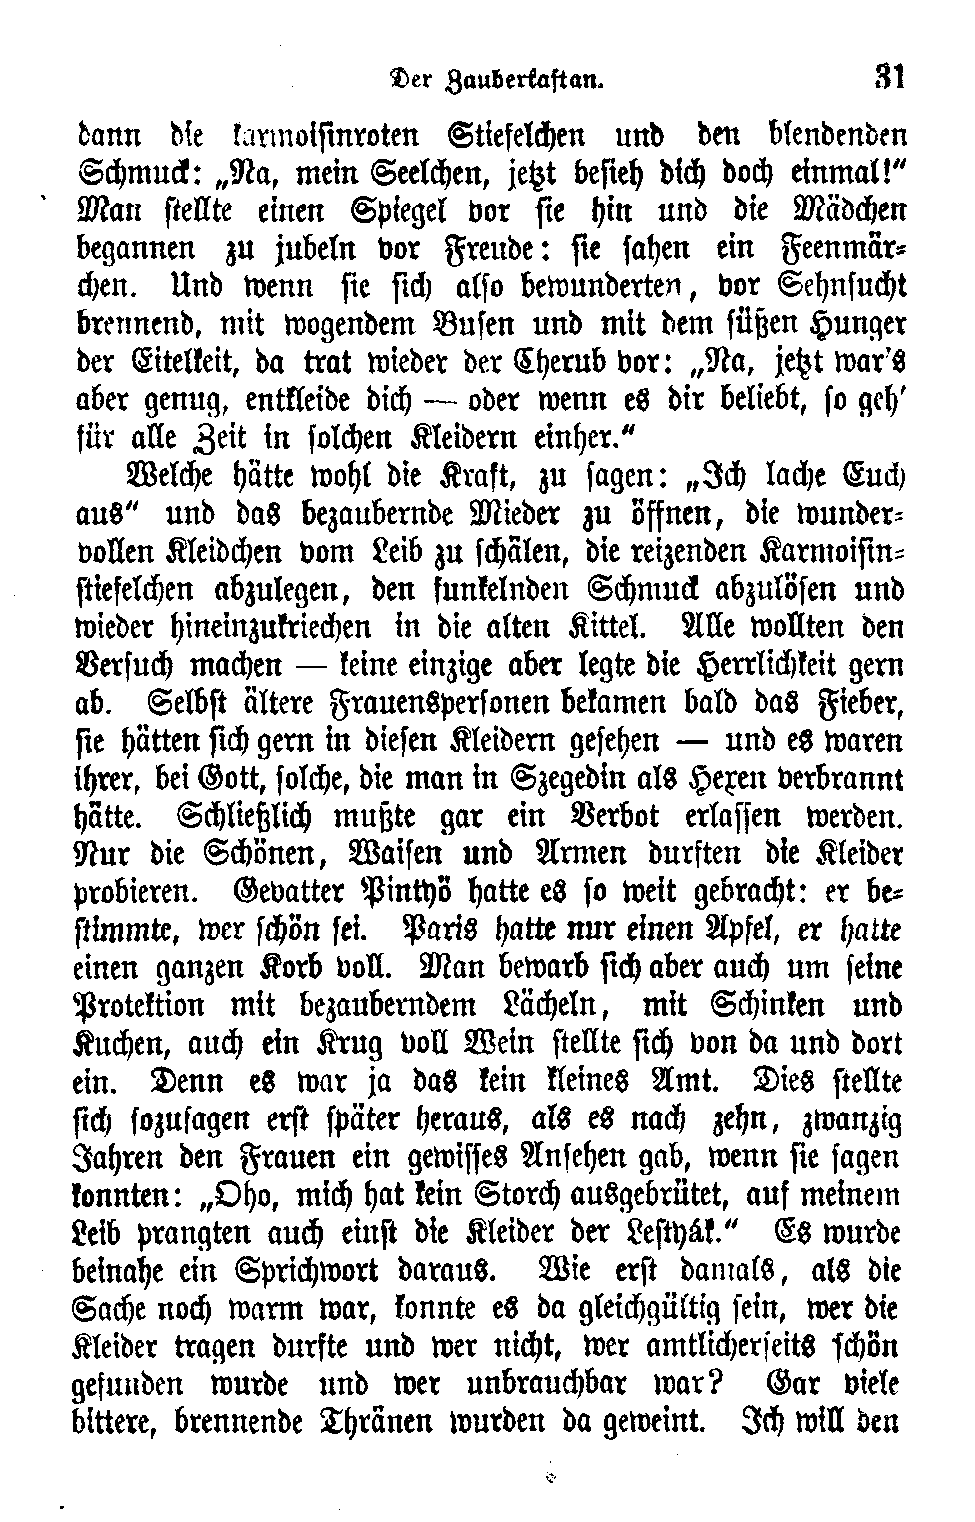 Der Zauberkaftan. 31
dann die karmoisinroten Stiefelchen und den blendenden
Schmuck: „Na, mein Seelchen, jetzt besieh dich doch einmal!“
Man stellte einen Spiegel vor sie hin und die Mädchen
begannen zu jubeln vor Freude: sie sahen ein Feenmär-
chen. Und wenn sie sich also bewunderten, vor Sehnsucht
brennend, mit wogendem Busen und mit dem süßen Hunger
der Eitelkeit, da trat wieder der Cherub vor: „Na, jetzt war's
aber genug, entkleide dich — oder wenn es dir beliebt, so geh'
für alle Zeit in solchen Kleidern einher.“
Welche hätte wohl die Kraft, zu sagen: „Ich lache Euch
aus“ und das bezaubernde Mieder zu öffnen, die wunder-
vollen Kleidchen vom Leib zu schälen, die reizenden Karmoisin-
stiefelchen abzulegen, den funkelnden Schmuck abzulösen und
wieder hineinzukriechen in die alten Kittel. Alle wollten den
Versuch machen — keine einzige aber legte die Herrlichkeit gern
ab. Selbst ältere Frauenspersonen bekamen bald das Fieber,
sie hätten sich gern in diesen Kleidern gesehen — und es waren
ihrer, bei Gott, solche, die man in Szegedin als Hexen verbrannt
hätte. Schließlich mußte gar ein Verbot erlassen werden.
Nur die Schönen, Waisen und Armen durften die Kleider
probieren. Gevatter Pintyö hatte es so weit gebracht: er be-
stimmte, wer schön sei. Paris hatte nur einen Apfel, er hatte
einen ganzen Korb voll. Man bewarb sich aber auch um seine
Protektion mit bezauberndem Lächeln, mit Schinken und
Kuchen, auch ein Krug voll Wein stellte sich von da und dort
ein. Denn es war ja das kein kleines Amt. Dies stellte
sich sozusagen erst später heraus, als es nach zehn, zwanzig
Jahren den Frauen ein gewisses Ansehen gab, wenn sie sagen
konnten: „Oho, mich hat kein Storch ausgebrütet, auf meinem
Leib prangten auch einst die Kleider der Lestyák.“ Es wurde
beinahe ein Sprichwort daraus. Wie erst damals, als die
Sache noch warm war, konnte es da gleichgültig sein, wer die
Kleider tragen durfte und wer nicht, wer amtlicherseits schön
gefunden wurde und wer unbrauchbar war? Gar viele
bittere, brennende Thränen wurden da geweint. Ich will den